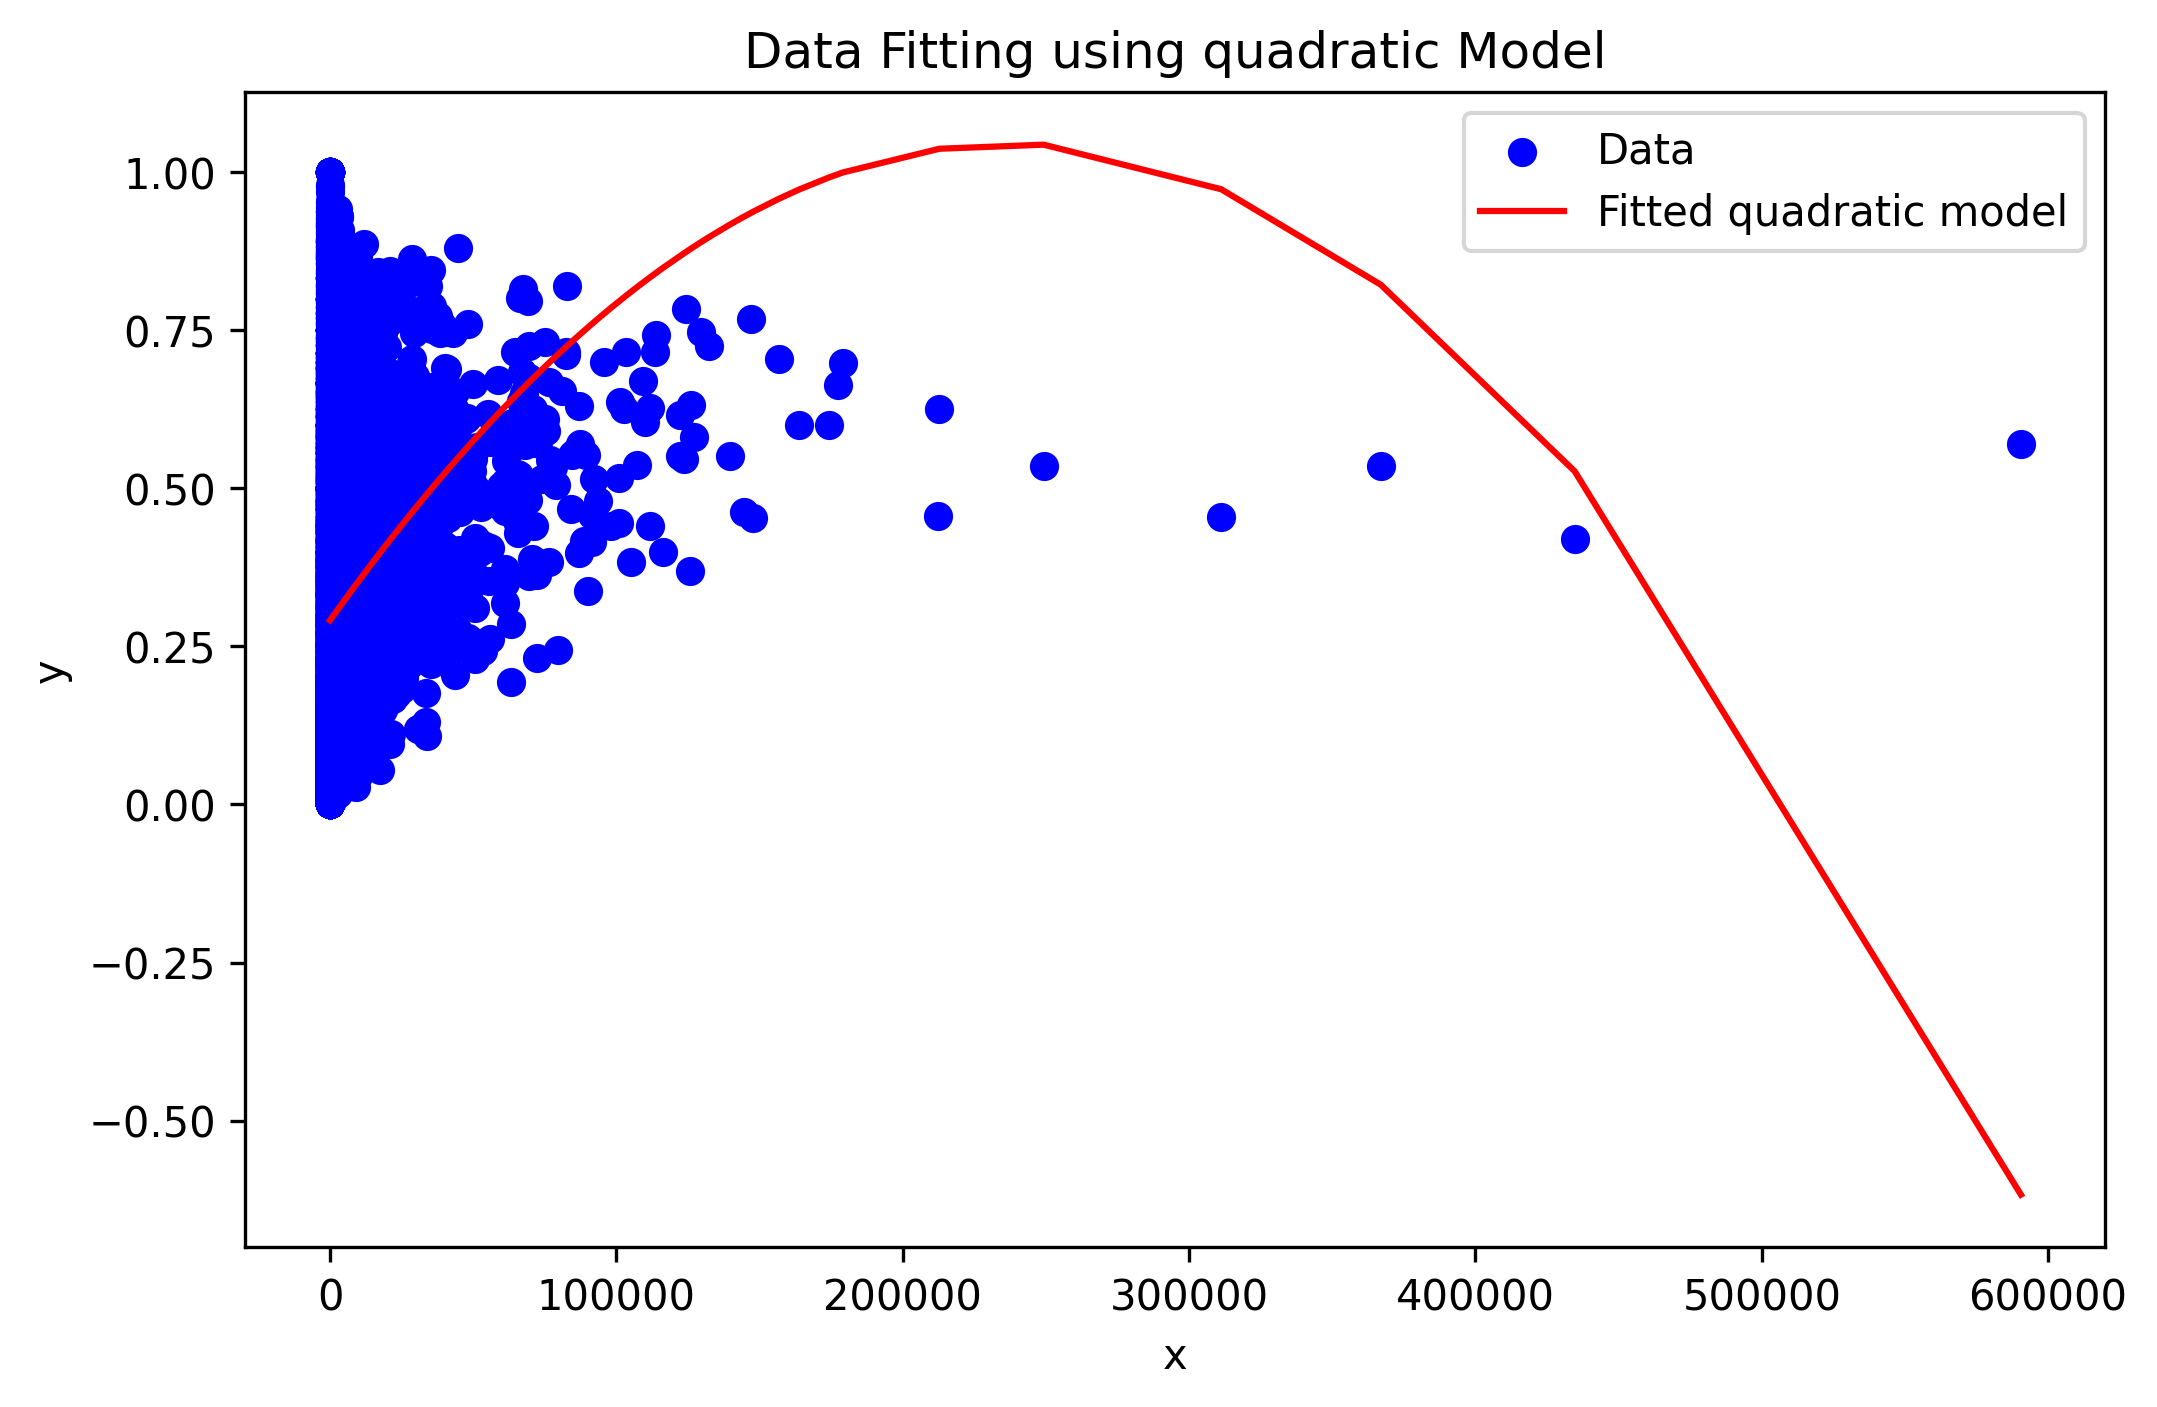 Data Fitting using quadratic Model
Data
Fitted quadratic model
1.00
0.75
0.50
0.25
0.00
−0.25
−0.50
y
0 100000 200000 300000 400000 500000 600000
x